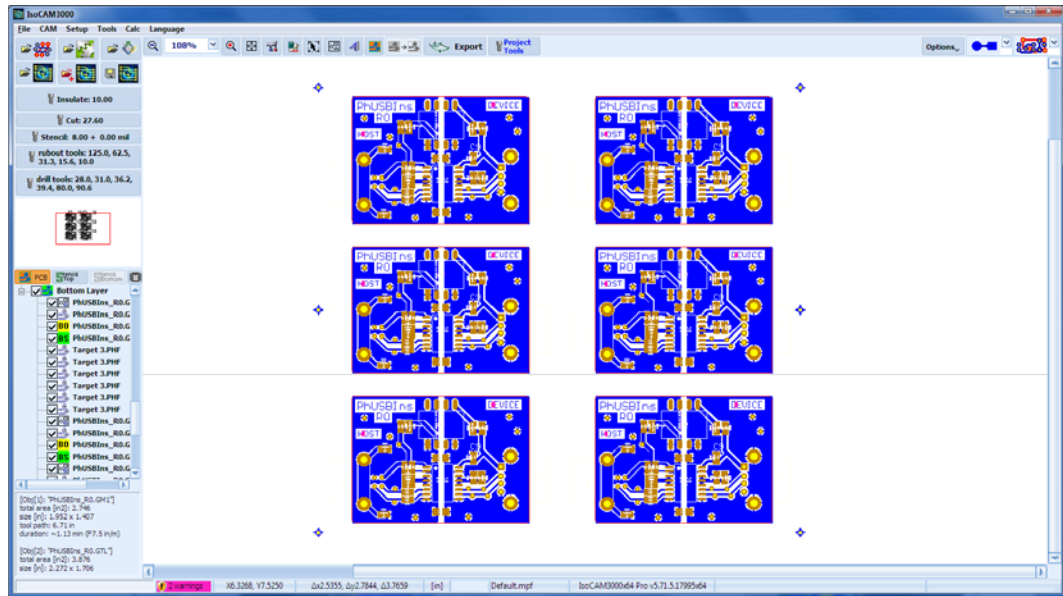 IsoCAM3000
File CAM Setup Tools Calc Language
108% Export Project Tools Options
Insulate: 10.00
Cut: 27.60
Stencil: 8.00 + 0.00 mil
rubout tools: 125.0, 62.5,
31.3, 15.6, 10.0
drill tools: 28.0, 31.0, 36.2,
39.4, 80.0, 90.6
PCB Stencil Top Stencil Bottom
Bottom Layer
PhUSBIns_R0.G
PhUSBIns_R0.G
BO PhUSBIns_R0.G
BS PhUSBIns_R0.G
Target 3.PHF
Target 3.PHF
Target 3.PHF
Target 3.PHF
Target 3.PHF
Target 3.PHF
PhUSBIns_R0.G
PhUSBIns_R0.G
BO PhUSBIns_R0.G
BS PhUSBIns_R0.G
PhUSBIns_R0.G
[Obj[1]: "PhUSBIns_R0.GM1"]
total area [in2]: 2.746
size [in]: 1.952 x 1.407
tool path: 6.71 in
duration: ~1.13 min (F7.5 in/m)
[Obj[2]: "PhUSBIns_R0.GTL"]
total area [in2]: 3.876
size [in]: 2.272 x 1.706
PhUSBIns DEVICE
R0
HOST
PhUSBIns DEVICE
R0
HOST
PhUSBIns DEVICE
R0
HOST
PhUSBIns DEVICE
R0
HOST
PhUSBIns DEVICE
R0
HOST
PhUSBIns DEVICE
R0
HOST
2 warnings X6.3268, Y7.5250 Δx2.5355, Δy2.7844, Δ3.7659 [in] Default.mpf IsoCAM3000x64 Pro v5.71.5.17995x64